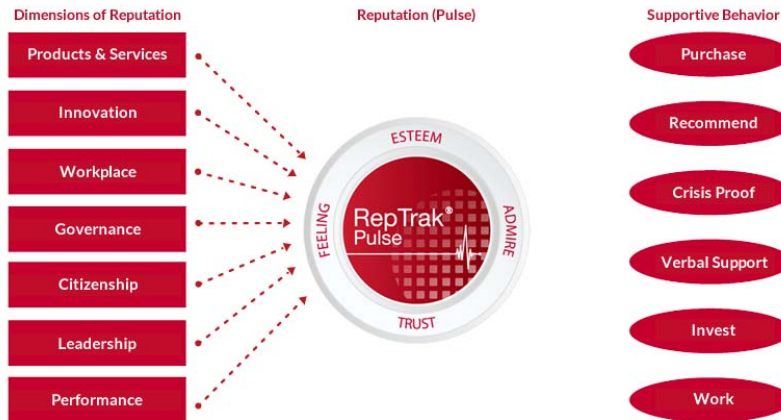 Dimensions of Reputation
Reputation (Pulse)
Supportive Behavior
Products & Services
Innovation
Workplace
Governance
Citizenship
Leadership
Performance
ESTEEM
FEELING
ADMIRE
TRUST
RepTrak®
Pulse
Purchase
Recommend
Crisis Proof
Verbal Support
Invest
Work